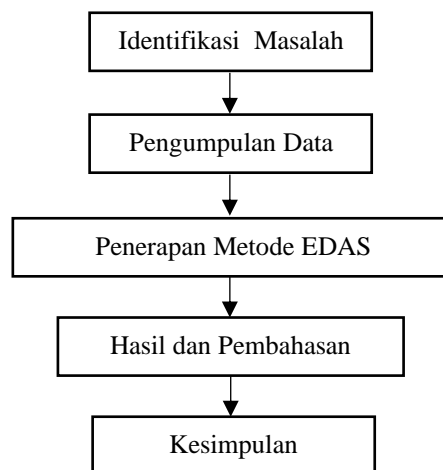 Identifikasi Masalah
Pengumpulan Data
Penerapan Metode EDAS
Hasil dan Pembahasan
Kesimpulan